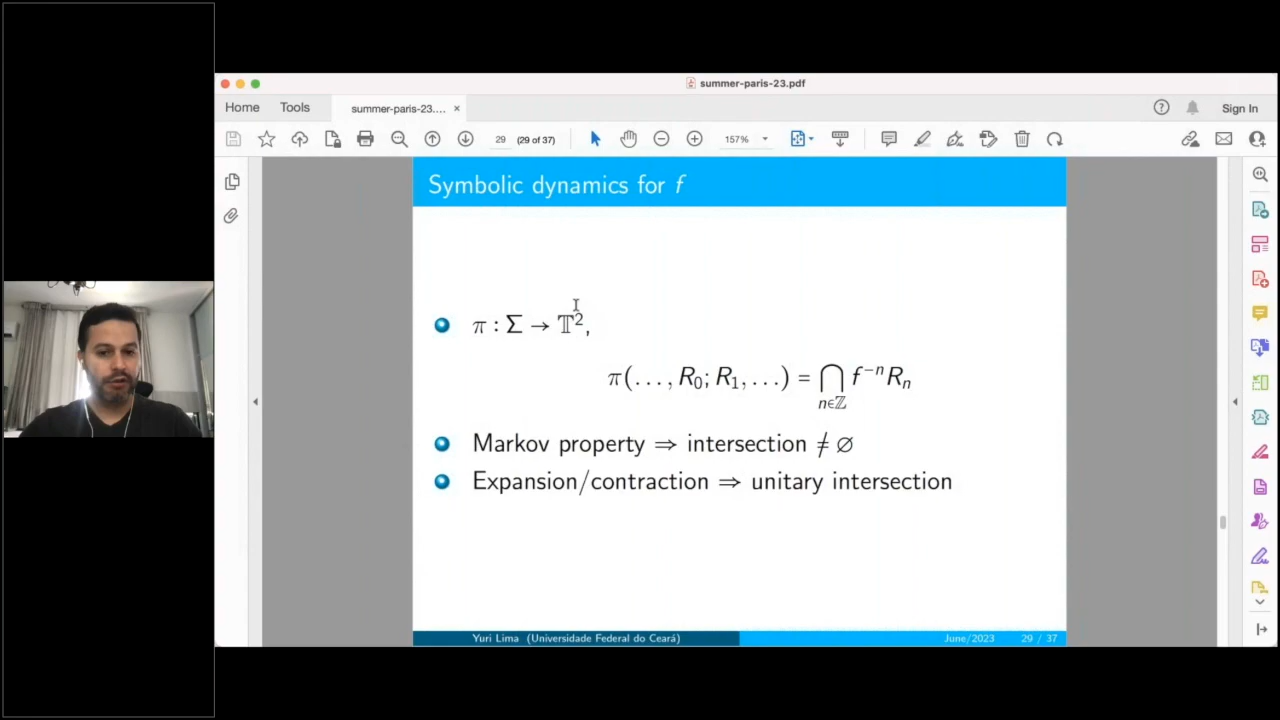 summer-paris-23.pdf
Home Tools summer-paris-23.... × Sign In
29 (29 of 37) 157%
Symbolic dynamics for f
π : Σ → 𝕋²,
π(..., R₀; R₁, ...) = ⋂ f⁻ⁿRₙ
n∈ℤ
Markov property ⇒ intersection ≠ ∅
Expansion/contraction ⇒ unitary intersection
Yuri Lima (Universidade Federal do Ceará) June/2023 29 / 37